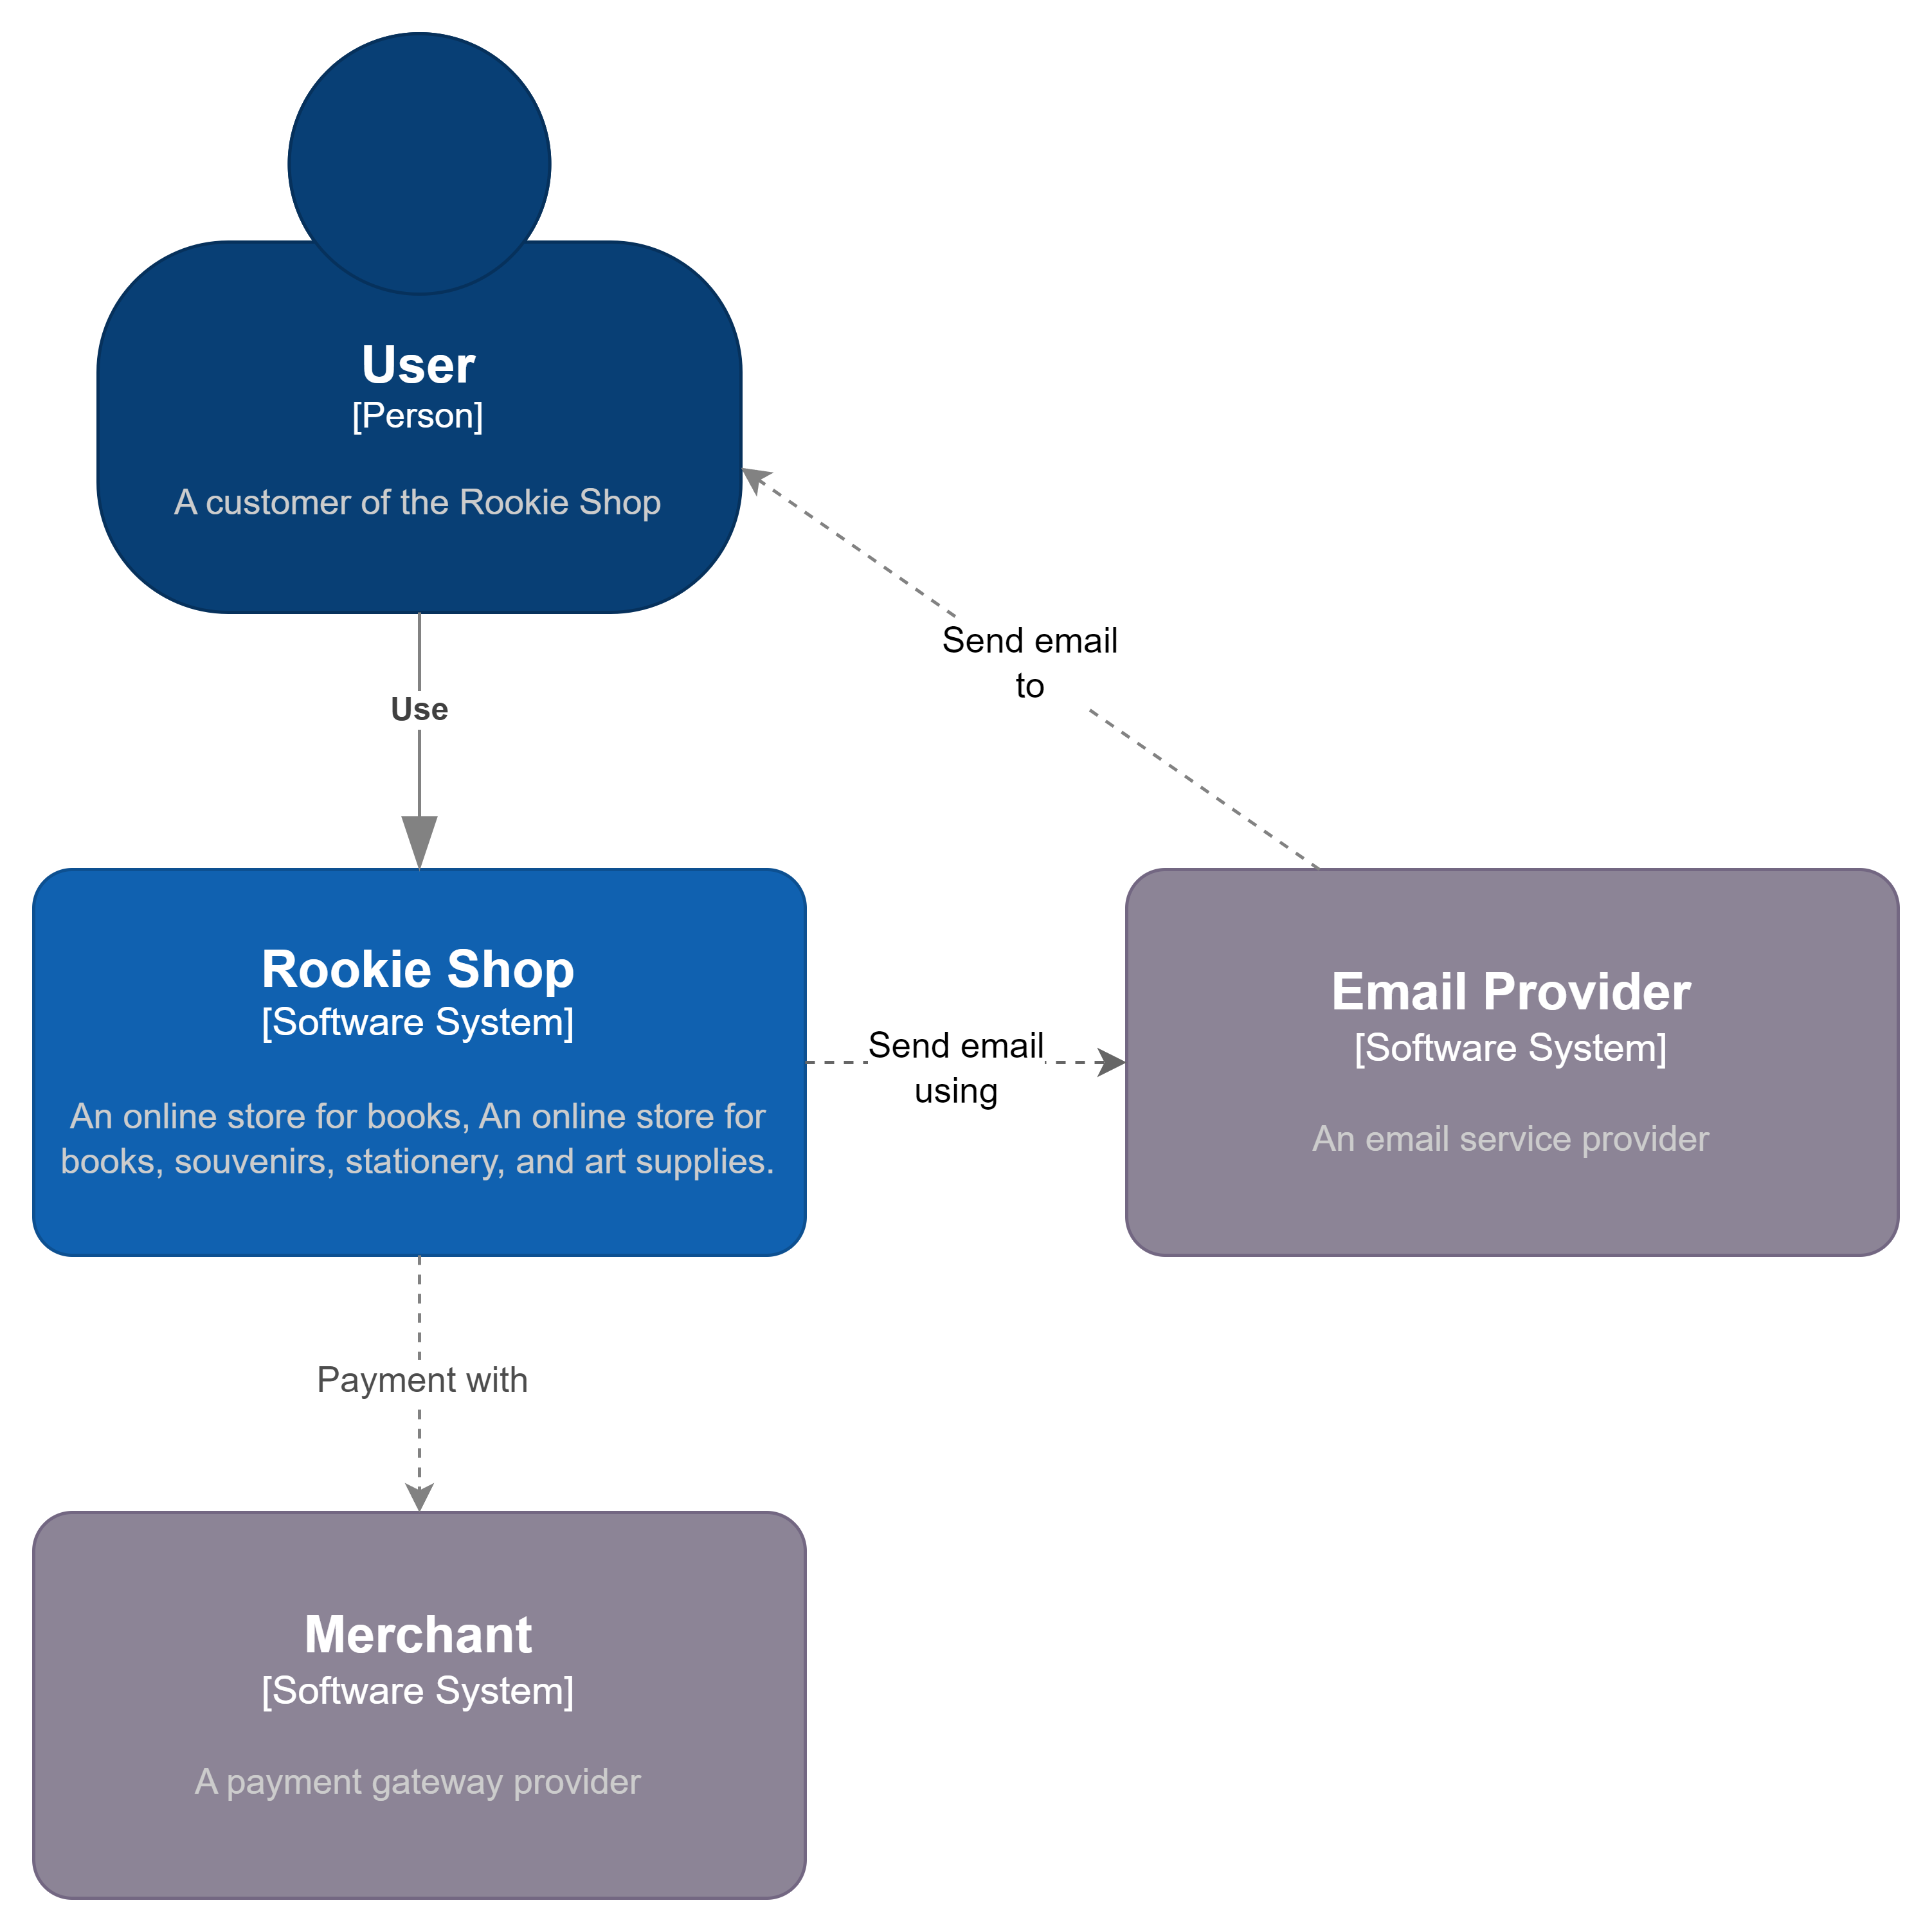 User
[Person]
A customer of the Rookie Shop
Send email
to
Use
Rookie Shop
[Software System]
An online store for books, An online store for
books, souvenirs, stationery, and art supplies.
Send email
using
Email Provider
[Software System]
An email service provider
Payment with
Merchant
[Software System]
A payment gateway provider